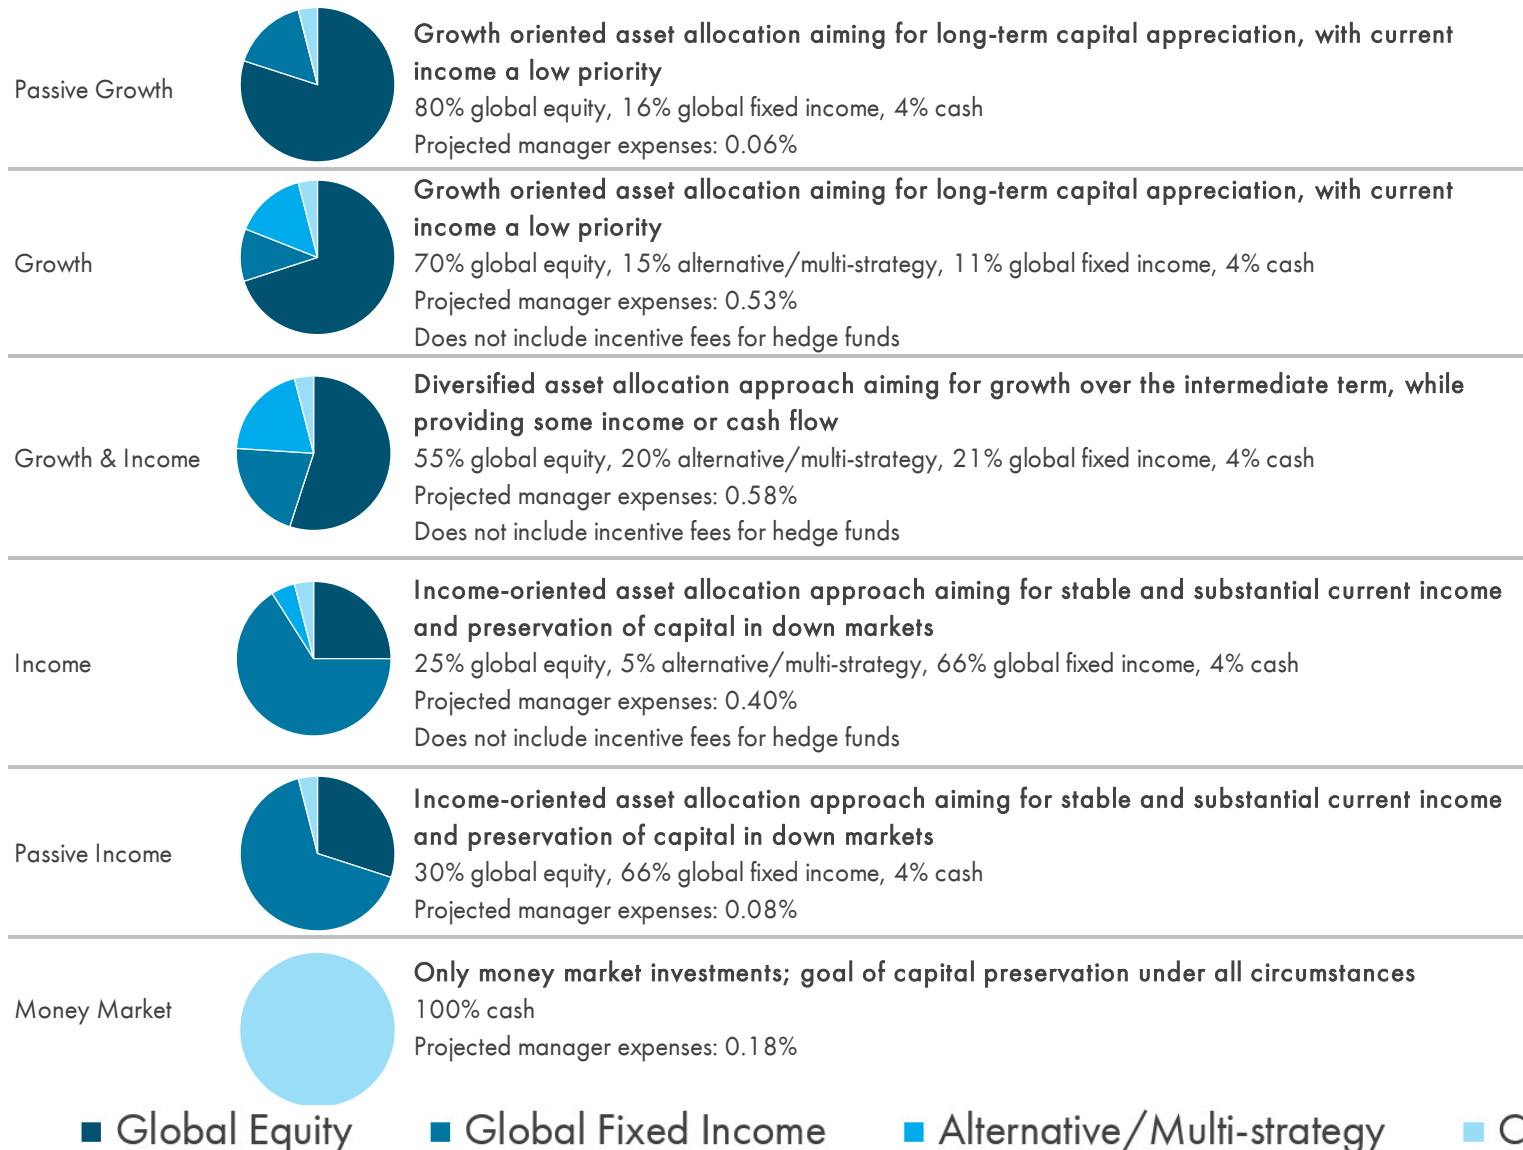 Passive Growth
Growth oriented asset allocation aiming for long-term capital appreciation, with current
income a low priority
80% global equity, 16% global fixed income, 4% cash
Projected manager expenses: 0.06%
Growth
Growth oriented asset allocation aiming for long-term capital appreciation, with current
income a low priority
70% global equity, 15% alternative/multi-strategy, 11% global fixed income, 4% cash
Projected manager expenses: 0.53%
Does not include incentive fees for hedge funds
Growth & Income
Diversified asset allocation approach aiming for growth over the intermediate term, while
providing some income or cash flow
55% global equity, 20% alternative/multi-strategy, 21% global fixed income, 4% cash
Projected manager expenses: 0.58%
Does not include incentive fees for hedge funds
Income
Income-oriented asset allocation approach aiming for stable and substantial current income
and preservation of capital in down markets
25% global equity, 5% alternative/multi-strategy, 66% global fixed income, 4% cash
Projected manager expenses: 0.40%
Does not include incentive fees for hedge funds
Passive Income
Income-oriented asset allocation approach aiming for stable and substantial current income
and preservation of capital in down markets
30% global equity, 66% global fixed income, 4% cash
Projected manager expenses: 0.08%
Money Market
Only money market investments; goal of capital preservation under all circumstances
100% cash
Projected manager expenses: 0.18%
Global Equity Global Fixed Income Alternative/Multi-strategy